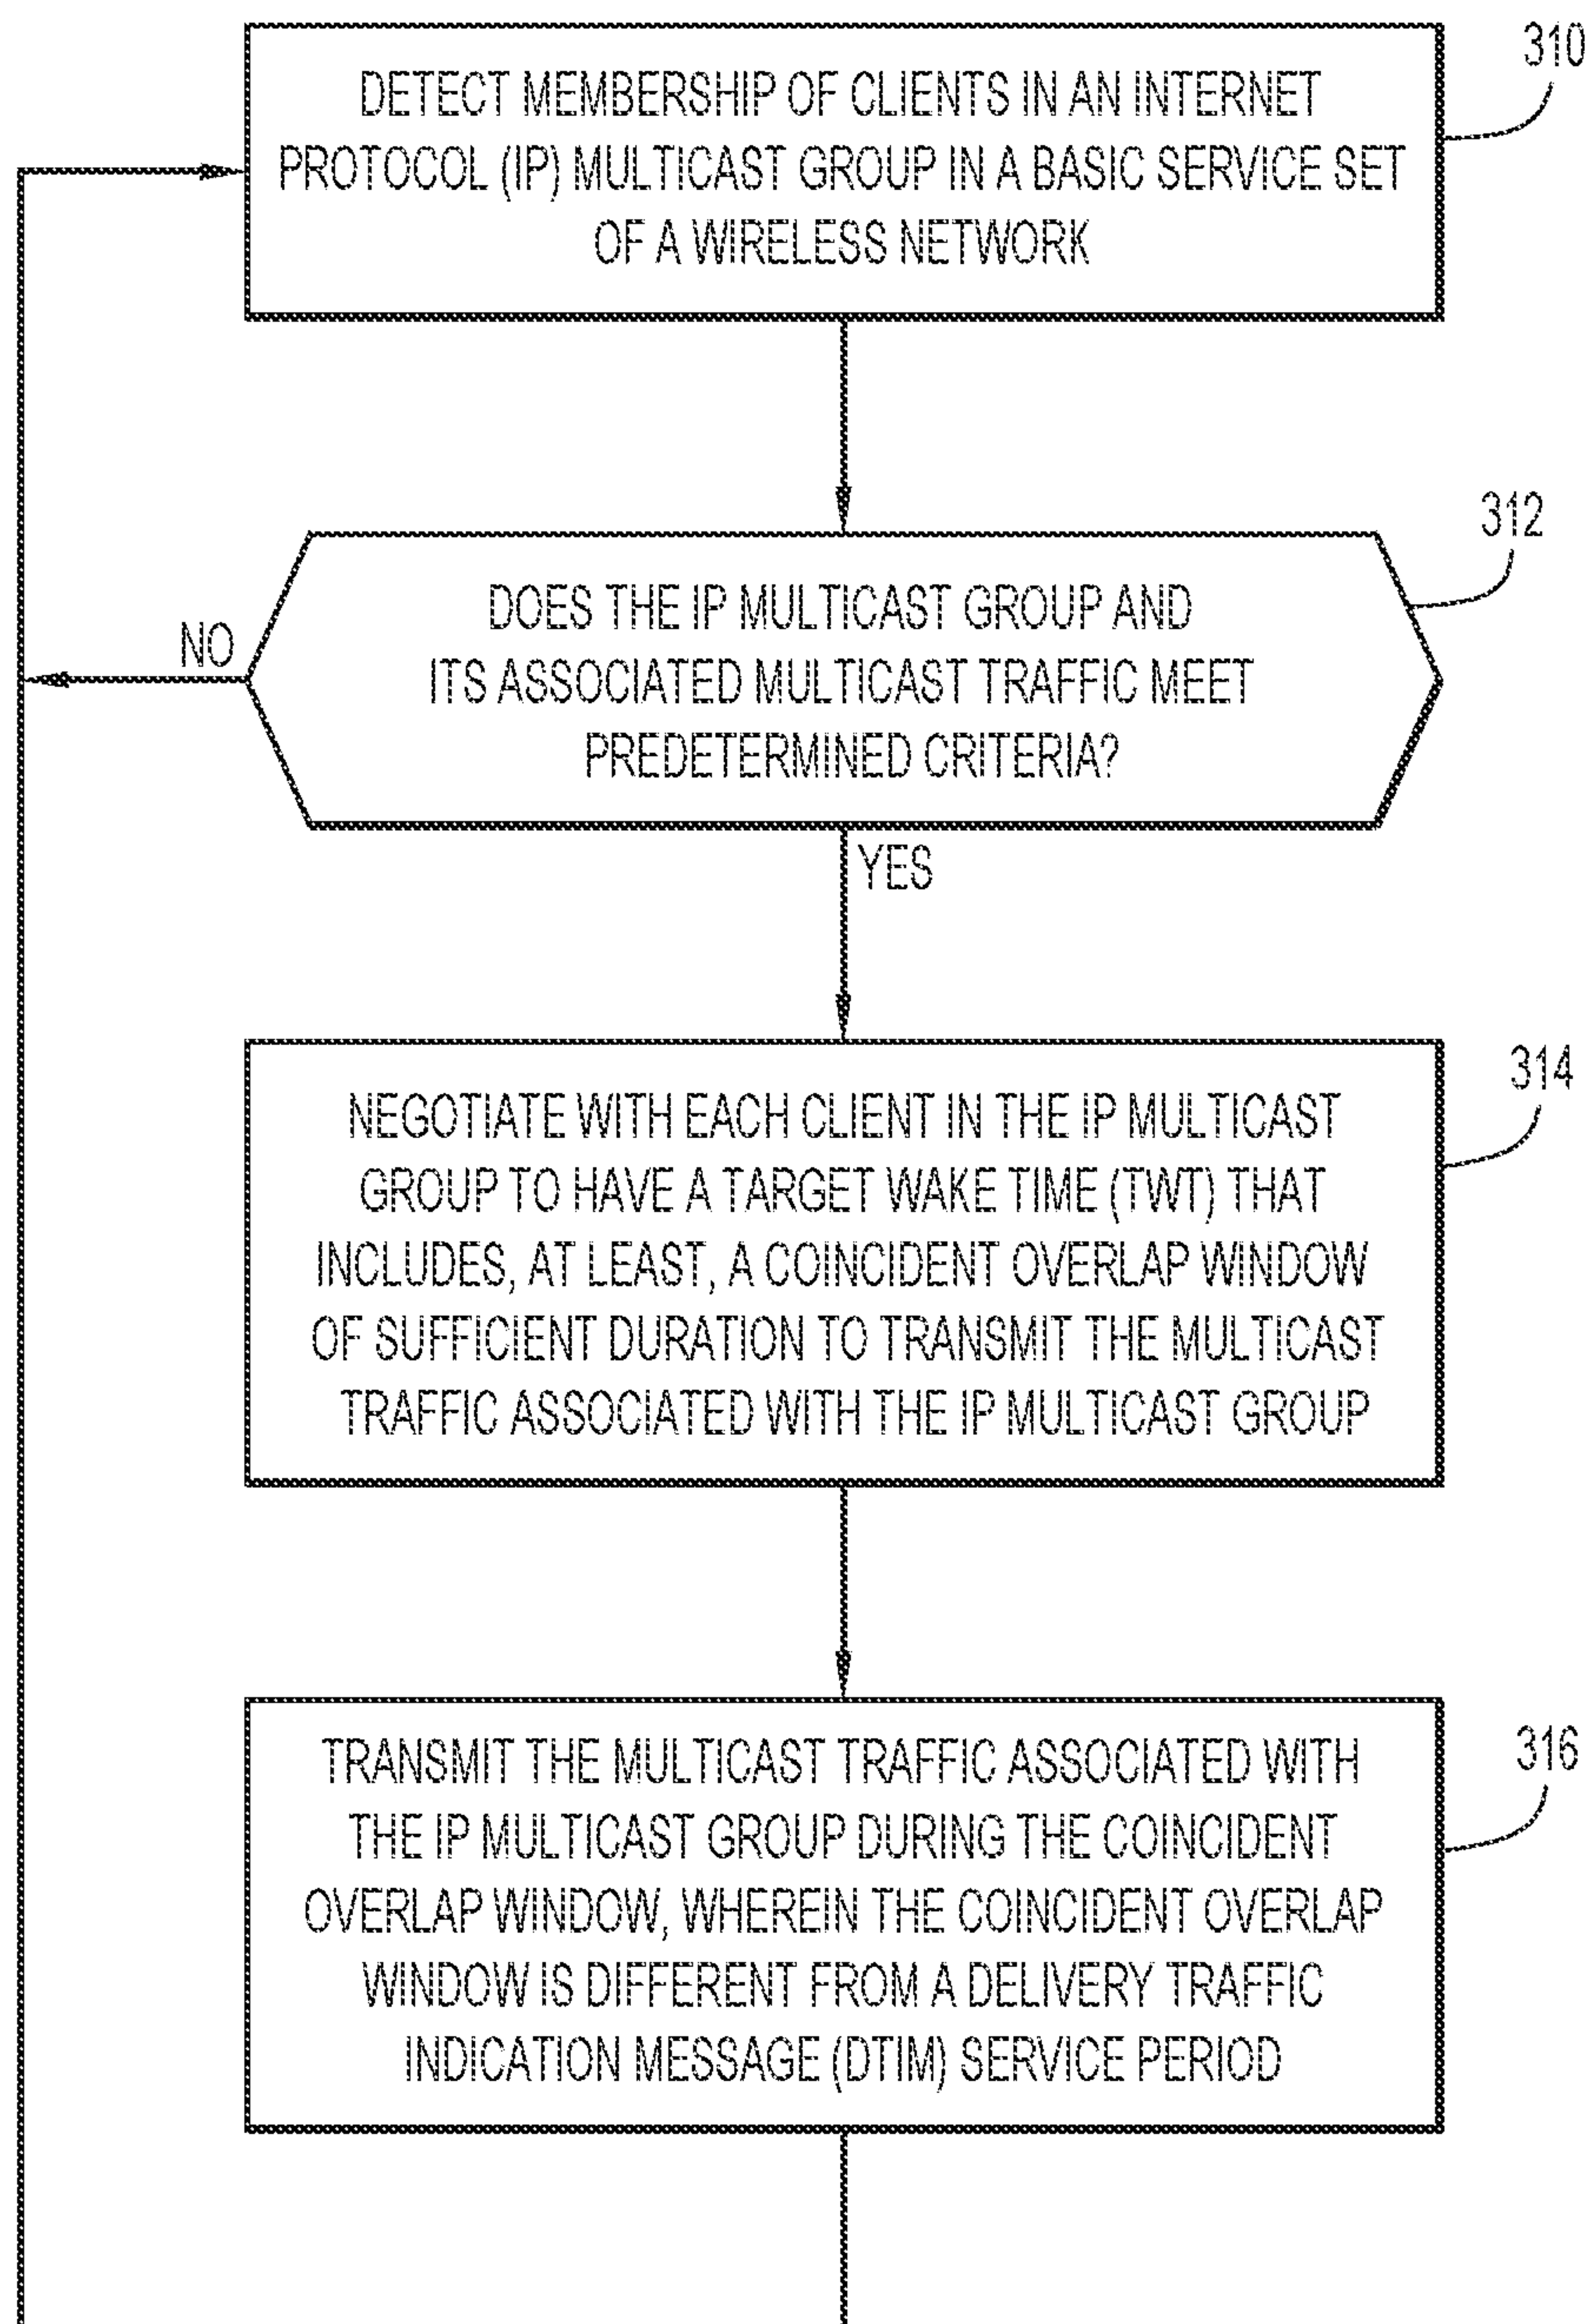 310
DETECT MEMBERSHIP OF CLIENTS IN AN INTERNET
PROTOCOL (IP) MULTICAST GROUP IN A BASIC SERVICE SET
OF A WIRELESS NETWORK
312
DOES THE IP MULTICAST GROUP AND
ITS ASSOCIATED MULTICAST TRAFFIC MEET
PREDETERMINED CRITERIA?
NO
YES
314
NEGOTIATE WITH EACH CLIENT IN THE IP MULTICAST
GROUP TO HAVE A TARGET WAKE TIME (TWT) THAT
INCLUDES, AT LEAST, A COINCIDENT OVERLAP WINDOW
OF SUFFICIENT DURATION TO TRANSMIT THE MULTICAST
TRAFFIC ASSOCIATED WITH THE IP MULTICAST GROUP
316
TRANSMIT THE MULTICAST TRAFFIC ASSOCIATED WITH
THE IP MULTICAST GROUP DURING THE COINCIDENT
OVERLAP WINDOW, WHEREIN THE COINCIDENT OVERLAP
WINDOW IS DIFFERENT FROM A DELIVERY TRAFFIC
INDICATION MESSAGE (DTIM) SERVICE PERIOD